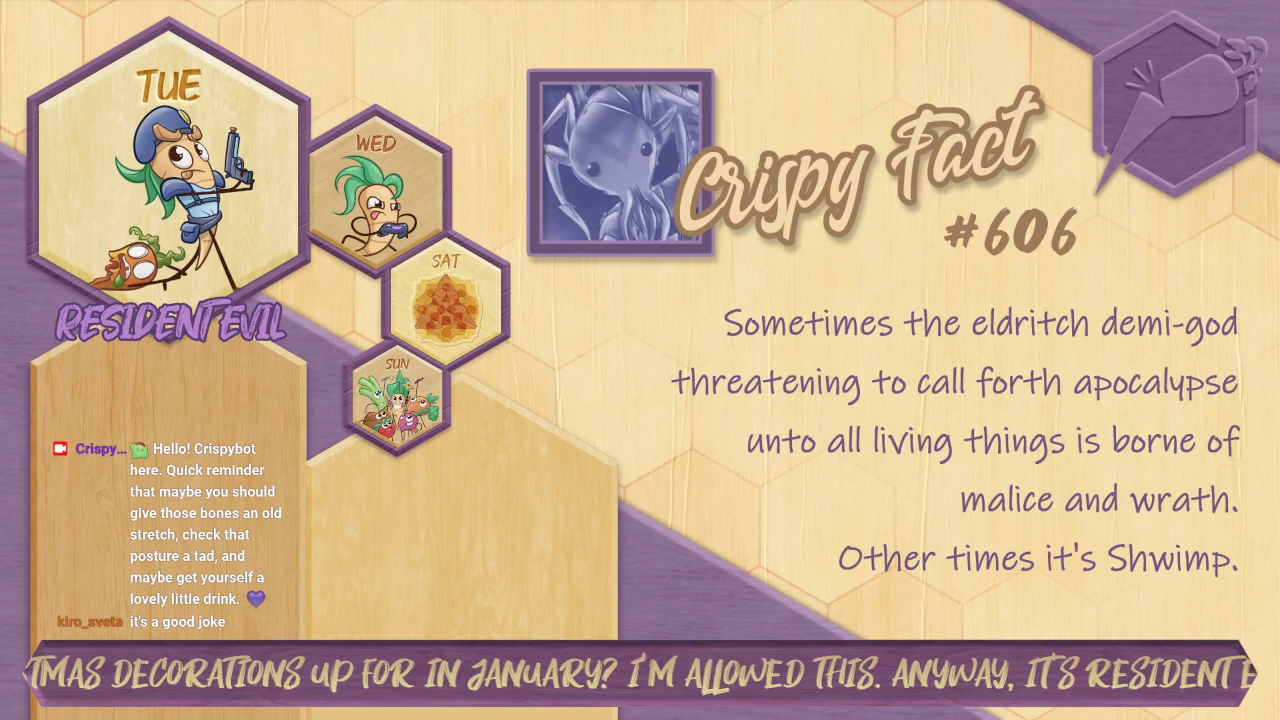 TUE
WED
SAT
SUN
RESIDENT EVIL
Crispy Fact
#606
Sometimes the eldritch demi-god
threatening to call forth apocalypse
unto all living things is borne of
malice and wrath.
Other times it's Shwimp.
Crispy... Hello! Crispybot
here. Quick reminder
that maybe you should
give those bones an old
stretch, check that
posture a tad, and
maybe get yourself a
lovely little drink.
kiro_sveta it's a good joke
TMAS DECORATIONS UP FOR IN JANUARY? I'M ALLOWED THIS. ANYWAY, IT'S RESIDENT E